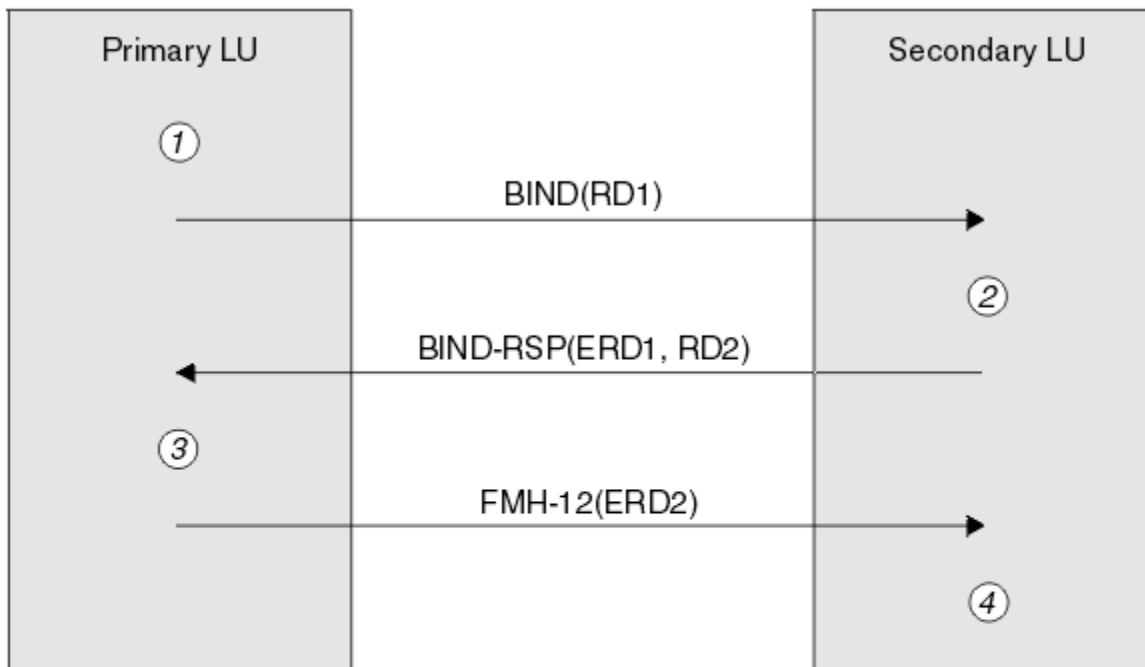 Primary LU
Secondary LU
1
BIND(RD1)
2
BIND-RSP(ERD1, RD2)
3
FMH-12(ERD2)
4